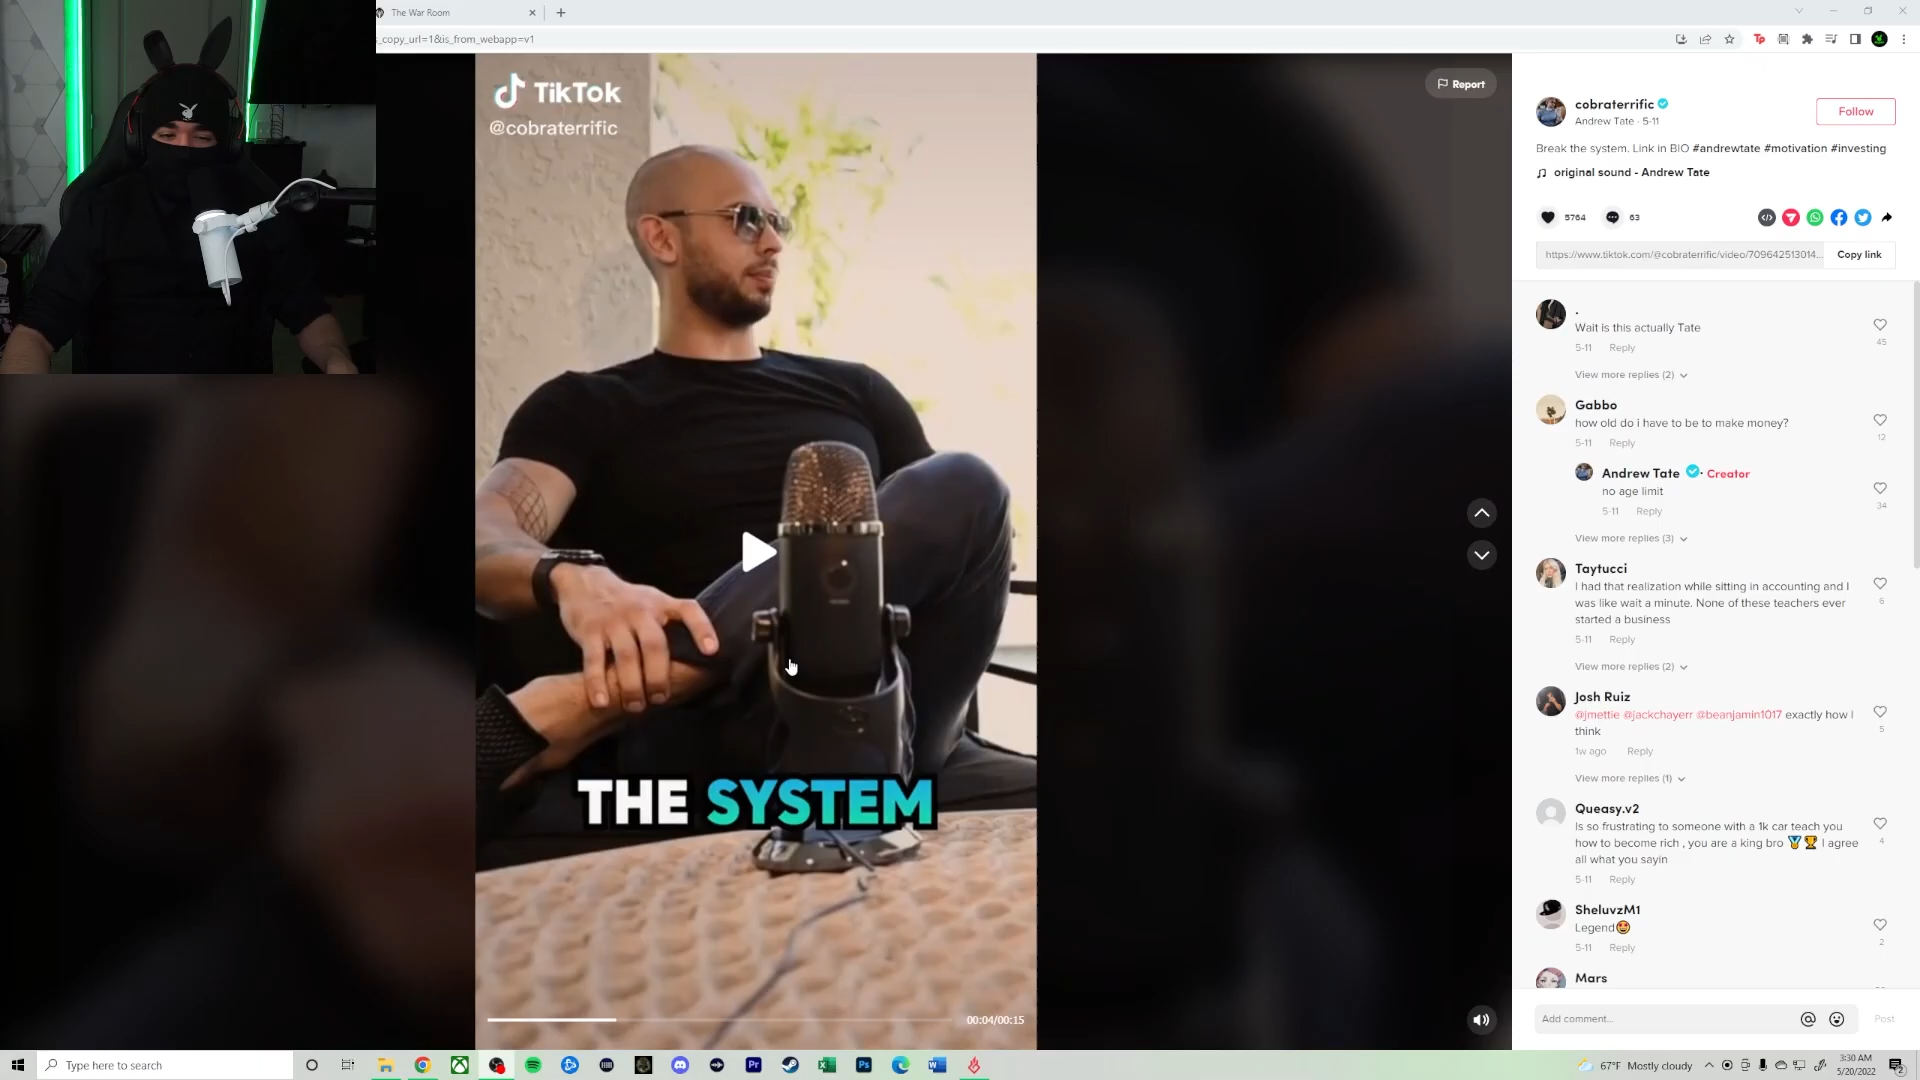 The War Room
_copy_url=1&is_from_webapp=v1
Tp
TikTok
@cobraterrific
Report
THE SYSTEM
00:04/00:15
cobraterrific
Andrew Tate · 5-11
Follow
Break the system. Link in BIO #andrewtate #motivation #investing
original sound - Andrew Tate
5764
63
https://www.tiktok.com/@cobraterrific/video/709642513014...
Copy link
.
Wait is this actually Tate
45
5-11 Reply
View more replies (2)
Gabbo
how old do i have to be to make money?
12
5-11 Reply
Andrew Tate · Creator
no age limit
34
5-11 Reply
View more replies (3)
Taytucci
I had that realization while sitting in accounting and I
was like wait a minute. None of these teachers ever
started a business
6
5-11 Reply
View more replies (2)
Josh Ruiz
@jmettie @jackchayerr @beanjamin1017 exactly how I
think
5
1w ago Reply
View more replies (1)
Queasy.v2
Is so frustrating to someone with a 1k car teach you
how to become rich , you are a king bro 🏅🏆 I agree
all what you sayin
4
5-11 Reply
SheluvzM1
Legend😍
2
5-11 Reply
Mars
Add comment...
Post
Type here to search
Pr
Ps
67°F Mostly cloudy
3:30 AM
5/20/2022
2